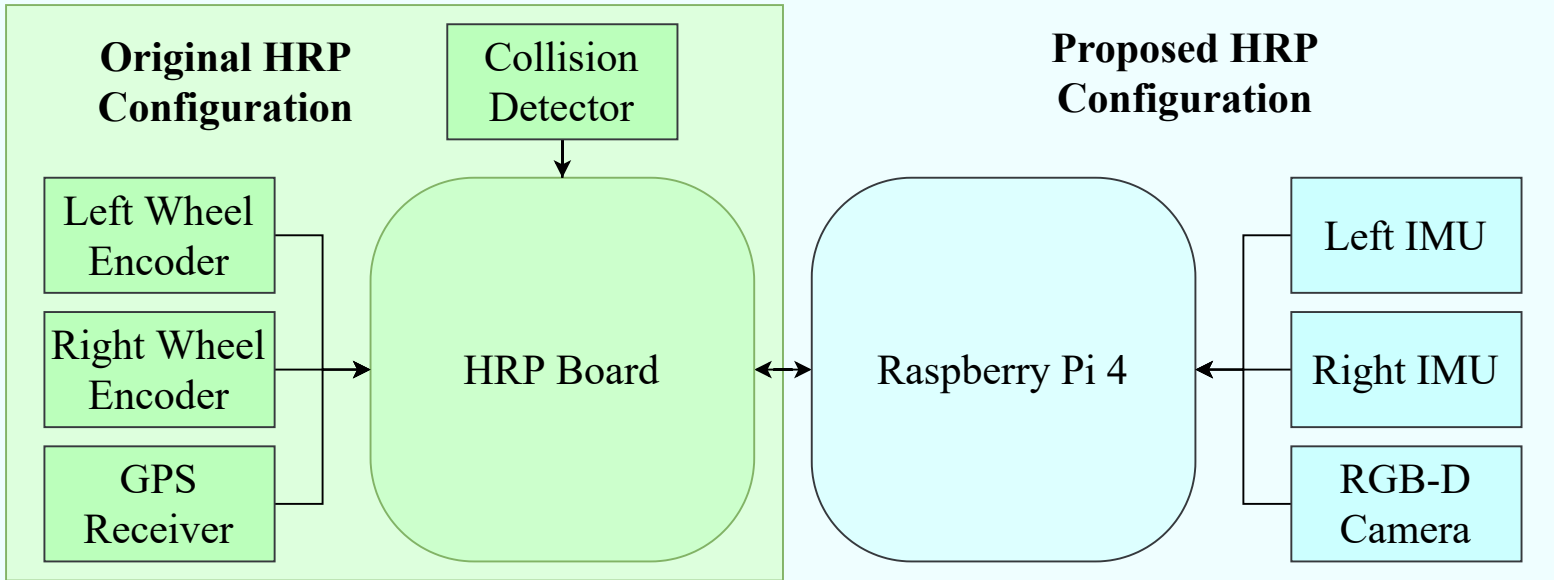 Original HRP
Configuration
Collision
Detector
Proposed HRP
Configuration
Left Wheel
Encoder
Right Wheel
Encoder
GPS
Receiver
HRP Board
Raspberry Pi 4
Left IMU
Right IMU
RGB-D
Camera